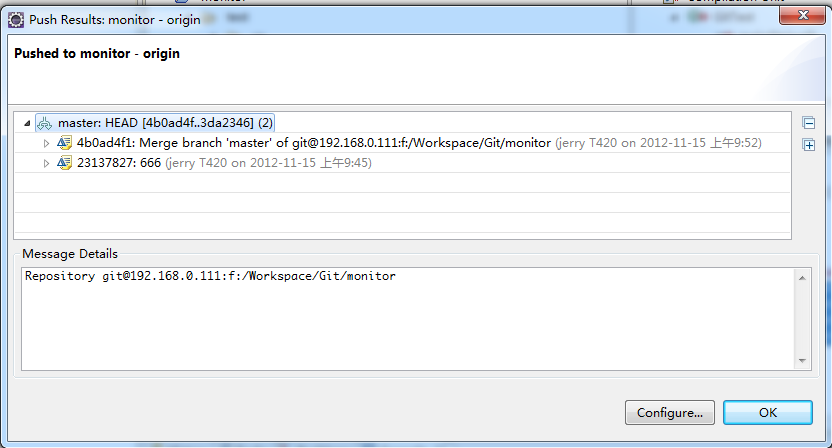 Push Results: monitor - origin
Pushed to monitor - origin
master: HEAD [4b0ad4f..3da2346] (2)
4b0ad4f1: Merge branch 'master' of git@192.168.0.111:f:/Workspace/Git/monitor (jerry T420 on 2012-11-15 上午9:52)
23137827: 666 (jerry T420 on 2012-11-15 上午9:45)
Message Details
Repository git@192.168.0.111:f:/Workspace/Git/monitor
Configure...
OK